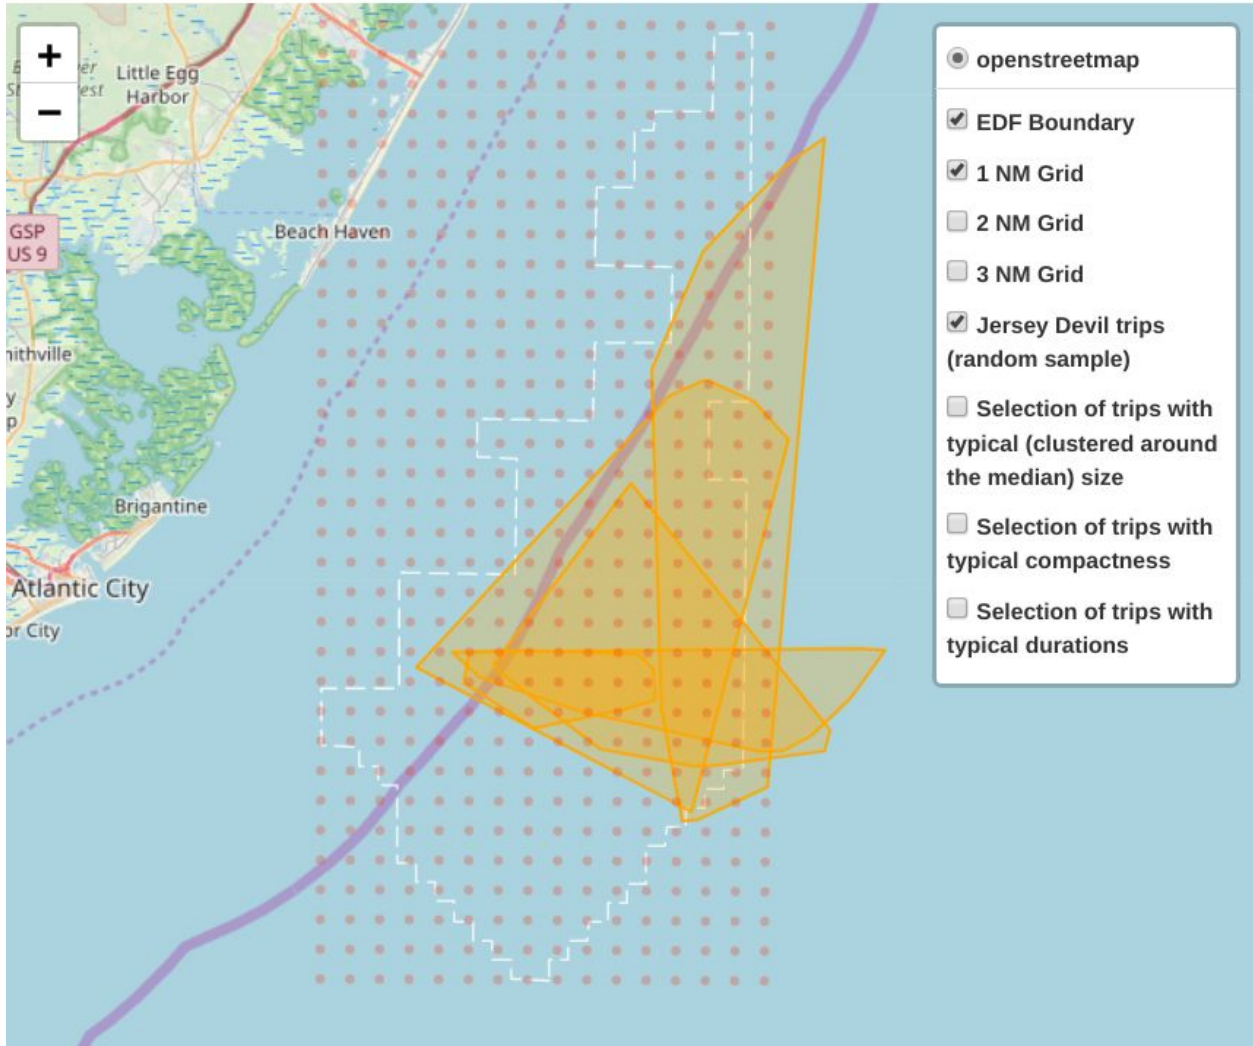 +
−
Little Egg
Harbor
Beach Haven
GSP
US 9
Brigantine
Atlantic City
or City
openstreetmap
EDF Boundary
1 NM Grid
2 NM Grid
3 NM Grid
Jersey Devil trips
(random sample)
Selection of trips with
typical (clustered around
the median) size
Selection of trips with
typical compactness
Selection of trips with
typical durations